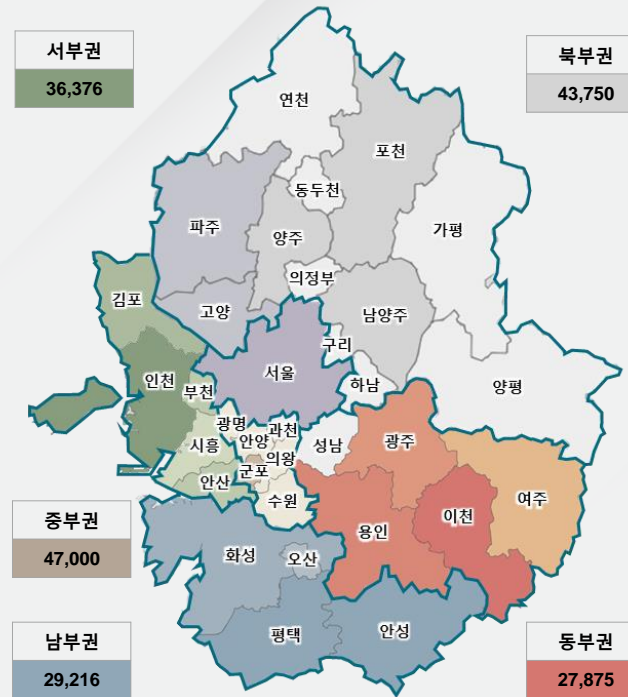 서부권
36,376
북부권
43,750
연천
포천
동두천
파주
양주
가평
의정부
김포
고양
남양주
구리
서울
인천
하남
양평
부천
광명
과천
안양
시흥
성남
광주
의왕
군포
안산
수원
여주
이천
용인
중부권
47,000
화성
오산
평택
안성
남부권
29,216
동부권
27,875